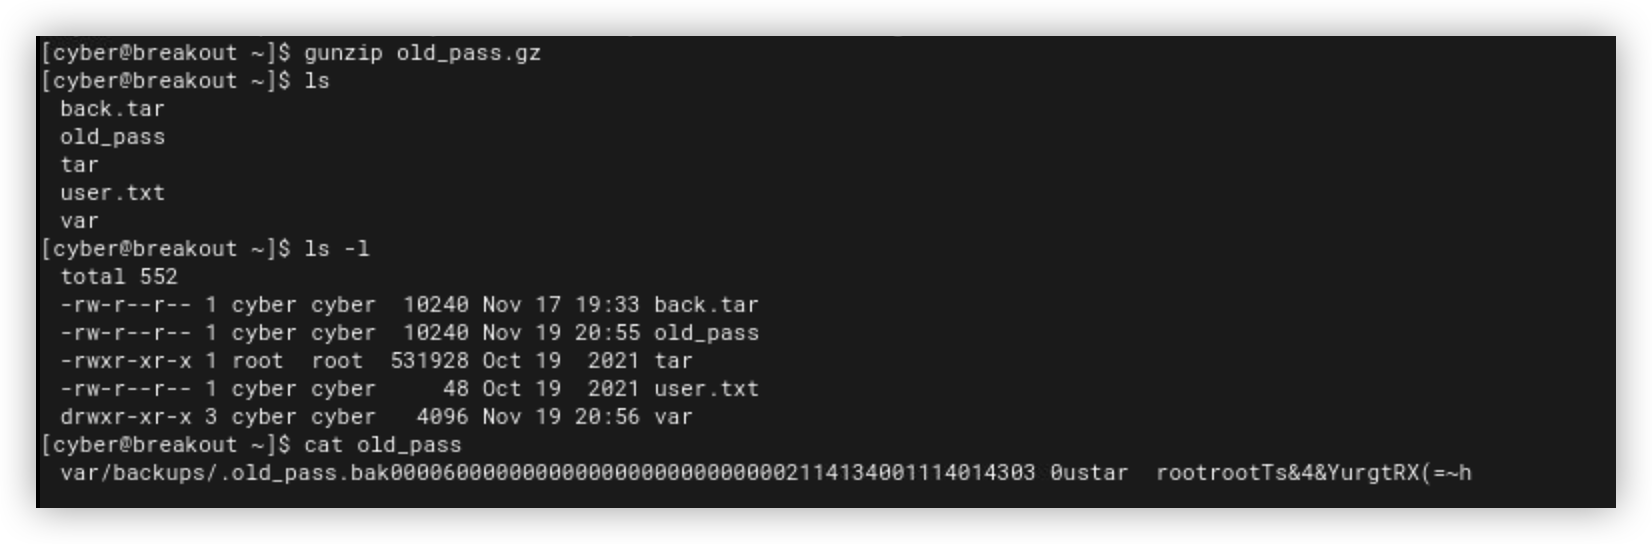 [cyber@breakout ~]$ gunzip old_pass.gz
[cyber@breakout ~]$ ls
back.tar
old_pass
tar
user.txt
var
[cyber@breakout ~]$ ls -l
total 552
-rw-r--r-- 1 cyber cyber 10240 Nov 17 19:33 back.tar
-rw-r--r-- 1 cyber cyber 10240 Nov 19 20:55 old_pass
-rwxr-xr-x 1 root root 531928 Oct 19 2021 tar
-rw-r--r-- 1 cyber cyber 48 Oct 19 2021 user.txt
drwxr-xr-x 3 cyber cyber 4096 Nov 19 20:56 var
[cyber@breakout ~]$ cat old_pass
var/backups/.old_pass.bak00006000000000000000000000000002114134001114014303 0ustar rootrootTs&4&YurgtRX(=~h